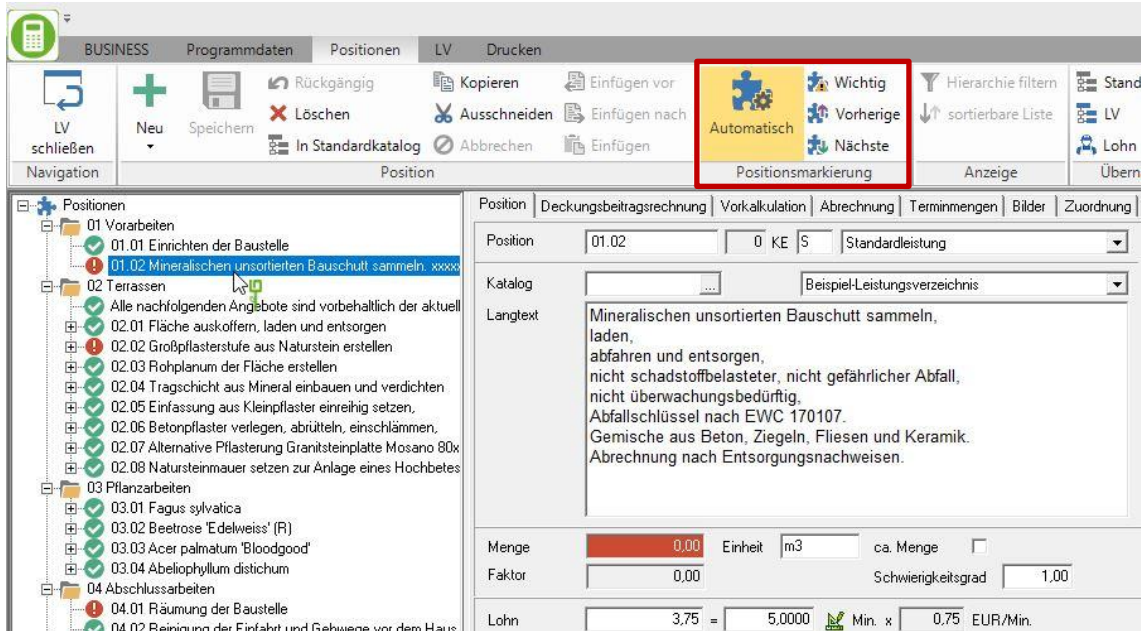 BUSINESS Programmdaten Positionen LV Drucken
LV schließen
Neu
Speichern
Rückgängig
Löschen
In Standardkatalog
Kopieren
Ausschneiden
Abbrechen
Einfügen vor
Einfügen nach
Einfügen
Automatisch
Wichtig
Vorherige
Nächste
Hierarchie filtern
sortierbare Liste
Stand
LV
Lohn
Navigation Position Positionsmarkierung Anzeige Übern
Positionen
01 Vorarbeiten
01.01 Einrichten der Baustelle
01.02 Mineralischen unsortierten Bauschutt sammeln. xxxxx
02 Terrassen
Alle nachfolgenden Angebote sind vorbehaltlich der aktuell
02.01 Fläche auskoffern, laden und entsorgen
02.02 Großpflasterstufe aus Naturstein erstellen
02.03 Rohplanum der Fläche erstellen
02.04 Tragschicht aus Mineral einbauen und verdichten
02.05 Einfassung aus Kleinpflaster einreihig setzen,
02.06 Betonpflaster verlegen, abrütteln, einschlämmen,
02.07 Alternative Pflasterung Granitsteinplatte Mosano 80x
02.08 Natursteinmauer setzen zur Anlage eines Hochbetes
03 Pflanzarbeiten
03.01 Fagus sylvatica
03.02 Beetrose 'Edelweiss' (R)
03.03 Acer palmatum 'Bloodgood'
03.04 Abeliophyllum distichum
04 Abschlussarbeiten
04.01 Räumung der Baustelle
04.02 Reinigung der Einfahrt und Gehwege vor dem Haus
Position Deckungsbeitragsrechnung Vorkalkulation Abrechnung Terminmengen Bilder Zuordnung
Position 01.02 0 KE S Standardleistung
Katalog ... Beispiel-Leistungsverzeichnis
Langtext
Mineralischen unsortierten Bauschutt sammeln,
laden,
abfahren und entsorgen,
nicht schadstoffbelasteter, nicht gefährlicher Abfall,
nicht überwachungsbedürftig,
Abfallschlüssel nach EWC 170107.
Gemische aus Beton, Ziegeln, Fliesen und Keramik.
Abrechnung nach Entsorgungsnachweisen.
Menge 0,00 Einheit m3 ca. Menge
Faktor 0,00 Schwierigkeitsgrad 1,00
Lohn 3,75 = 5,0000 Min. x 0,75 EUR/Min.